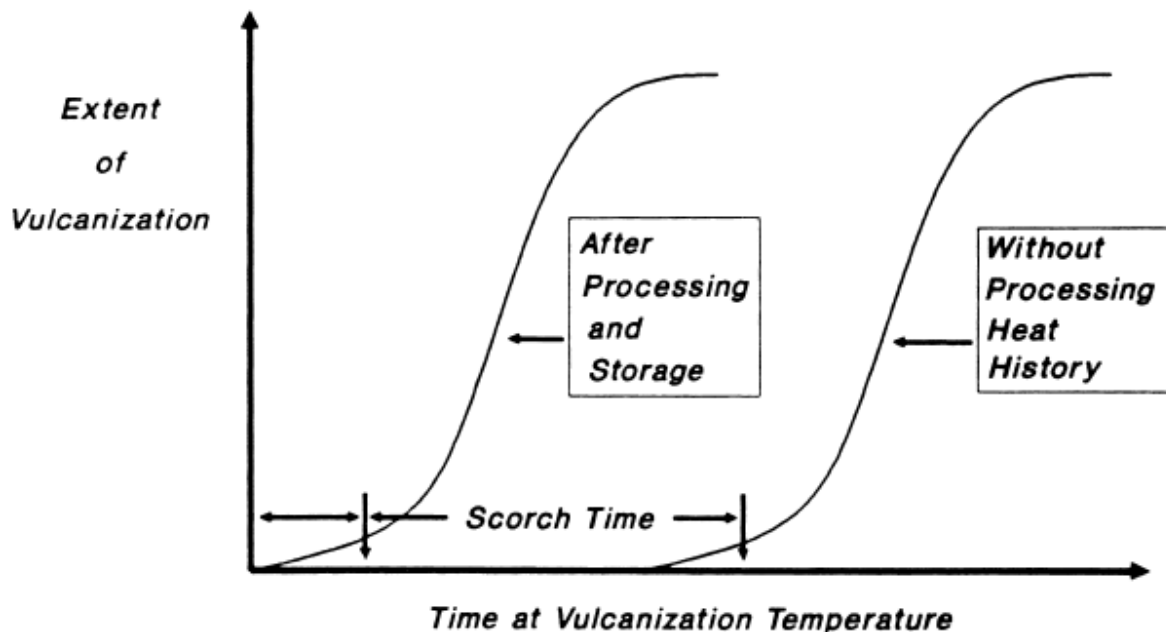 Extent
of
Vulcanization
After
Processing
and
Storage
Without
Processing
Heat
History
Scorch Time
Time at Vulcanization Temperature